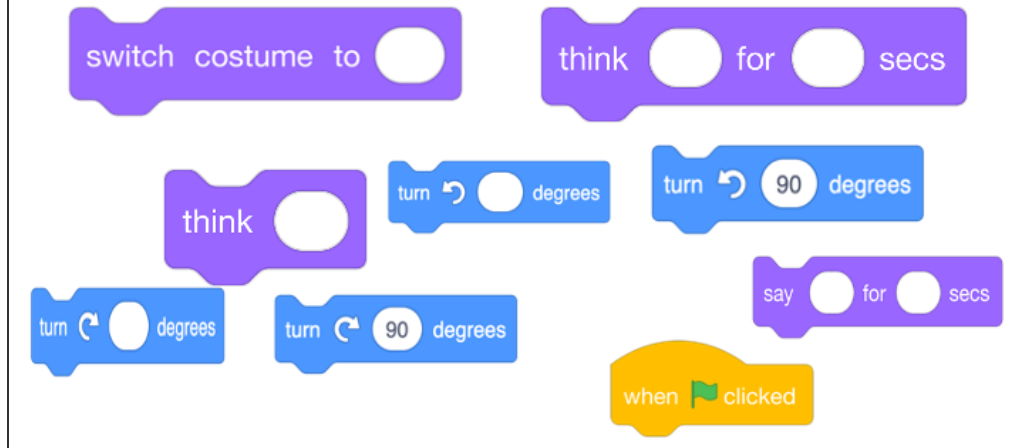 switch costume to
think for secs
think
turn degrees
turn 90 degrees
say for secs
turn degrees
turn 90 degrees
when clicked